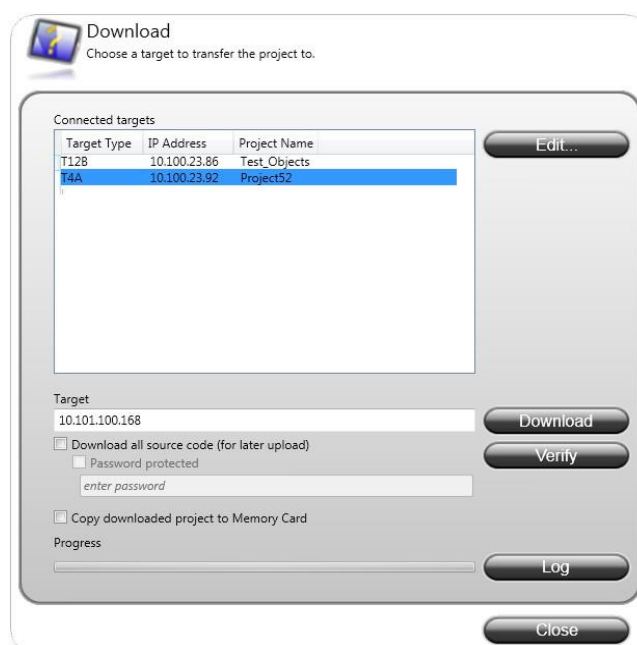 Download
Choose a target to transfer the project to.
Connected targets
Target Type IP Address Project Name
T12B 10.100.23.86 Test_Objects
T4A 10.100.23.92 Project52
Edit...
Target
10.101.100.168
Download
Download all source code (for later upload)
Verify
Password protected
enter password
Copy downloaded project to Memory Card
Progress
Log
Close